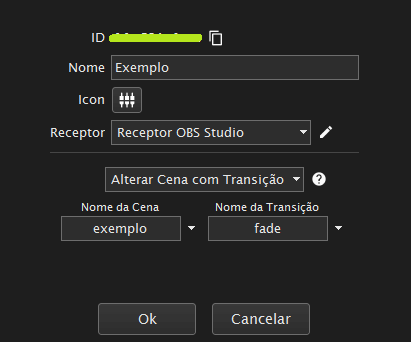 ID
Nome Exemplo
Icon
Receptor Receptor OBS Studio
Alterar Cena com Transição ?
Nome da Cena Nome da Transição
exemplo fade
Ok Cancelar